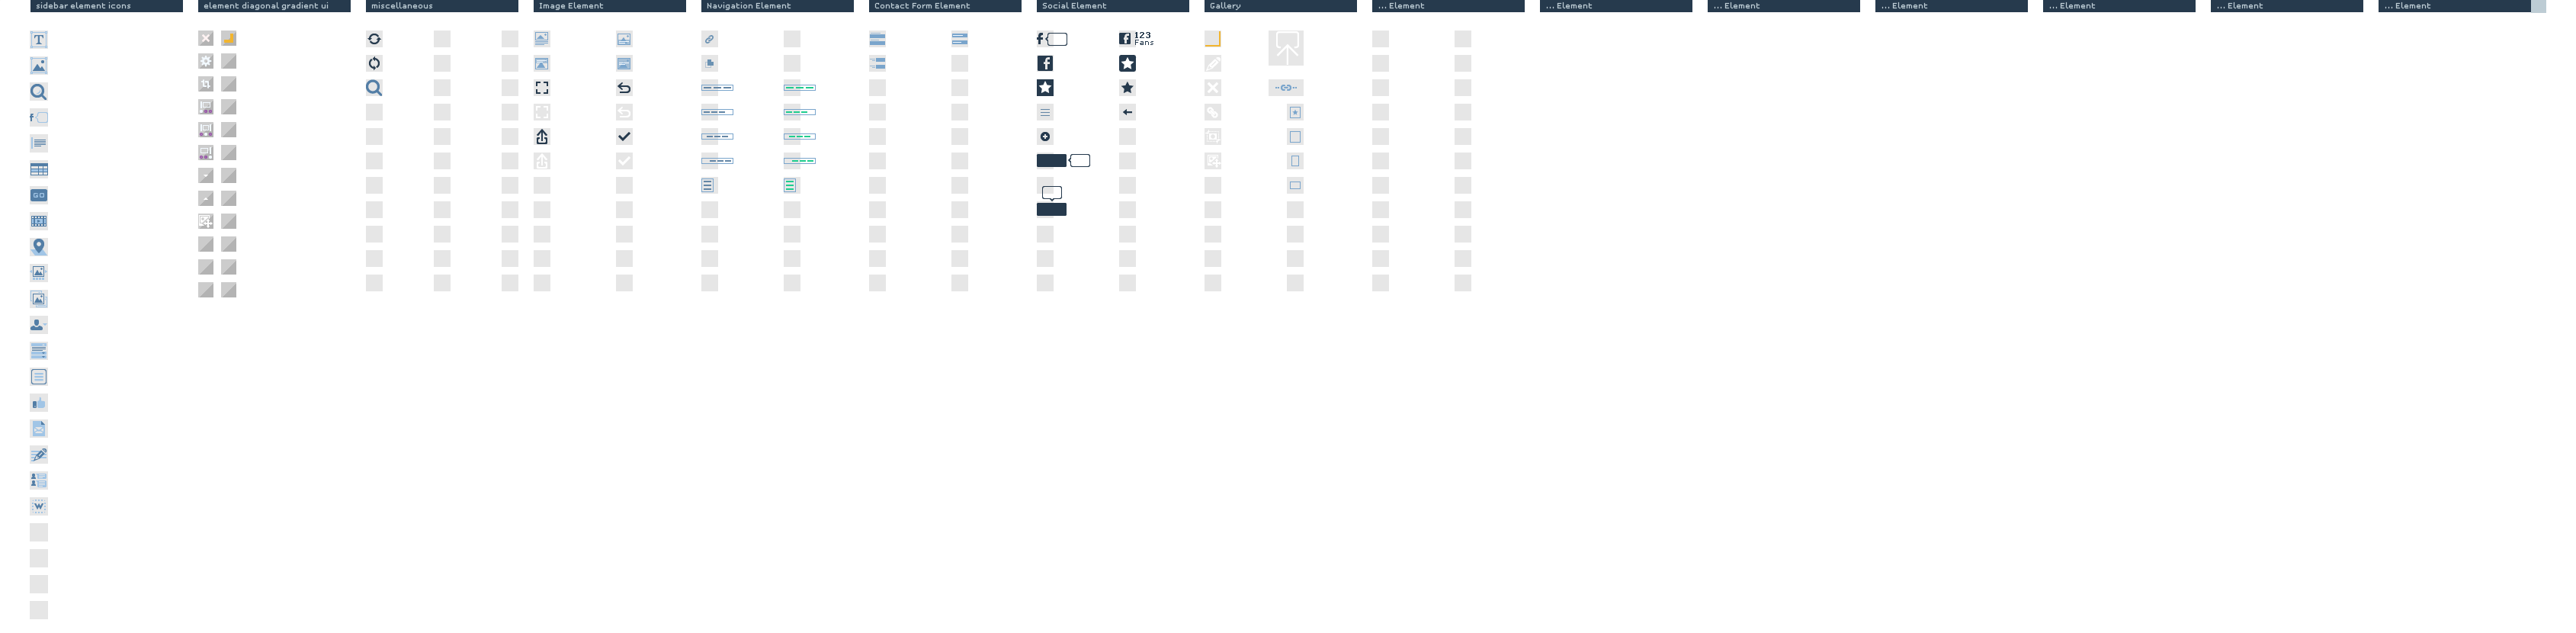 sidebar element icons
element diagonal gradient ui
miscellaneous
Image Element
Navigation Element
Contact Form Element
Social Element
Gallery
... Element
... Element
... Element
... Element
... Element
... Element
... Element
T
f
GO
W
f
f 123
Fans
f